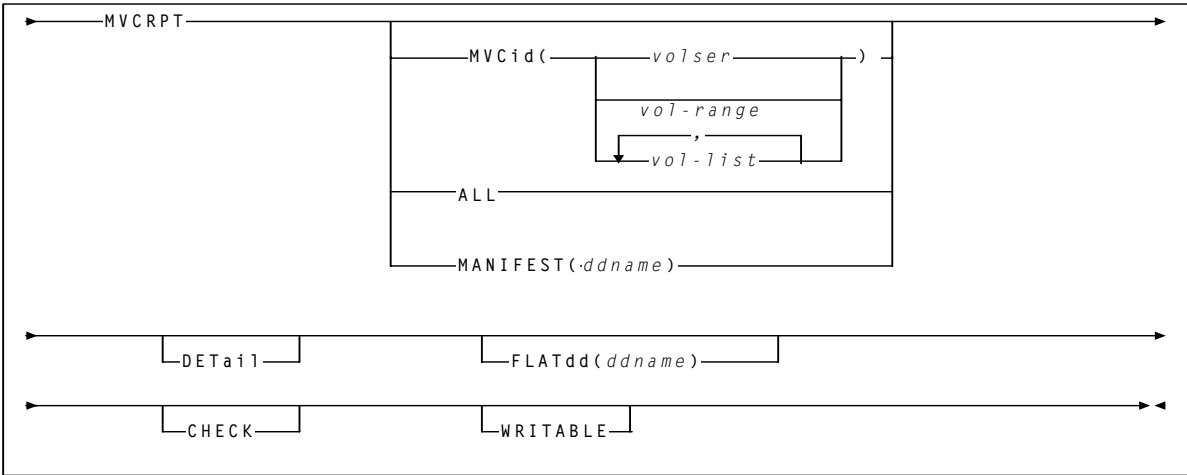 MVCRPT
MVCid( volser )
vol-range
,
vol-list
ALL
MANIFEST(ddname)
DETail FLATdd(ddname)
CHECK WRITABLE